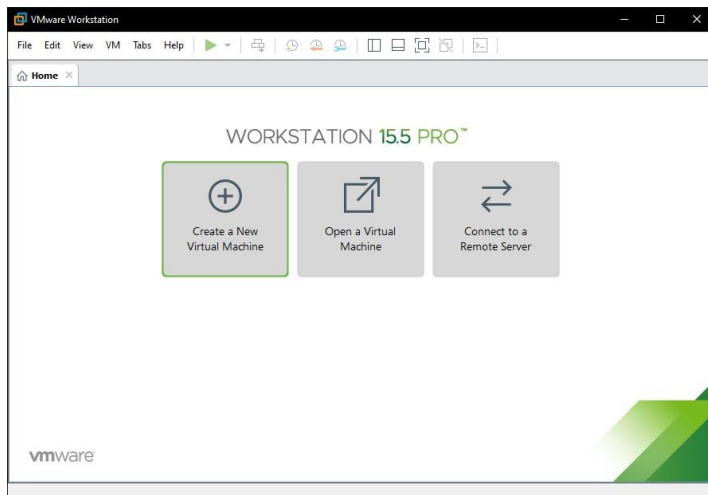 VMware Workstation
File Edit View VM Tabs Help
Home
WORKSTATION 15.5 PRO™
Create a New
Virtual Machine
Open a Virtual
Machine
Connect to a
Remote Server
vmware